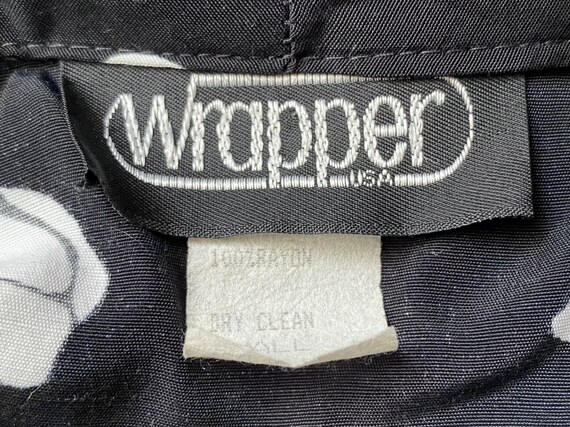 Wrapper
USA
100% RAYON
DRY CLEAN